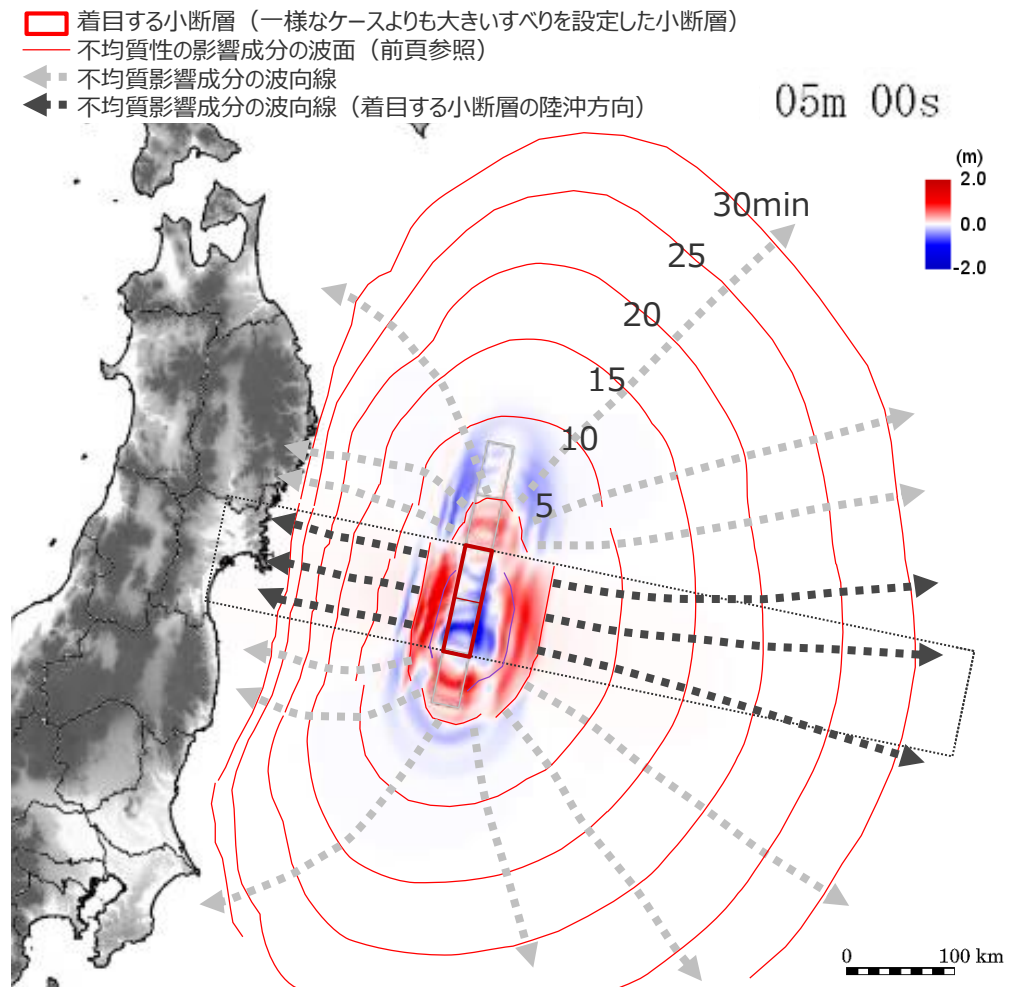 着目する小断層（一様なケースよりも大きいすべりを設定した小断層）
不均質性の影響成分の波面（前頁参照）
不均質影響成分の波向線
不均質影響成分の波向線（着目する小断層の陸沖方向）
05m 00s
(m)
2.0
0.0
-2.0
30min
25
20
15
10
5
0 100 km